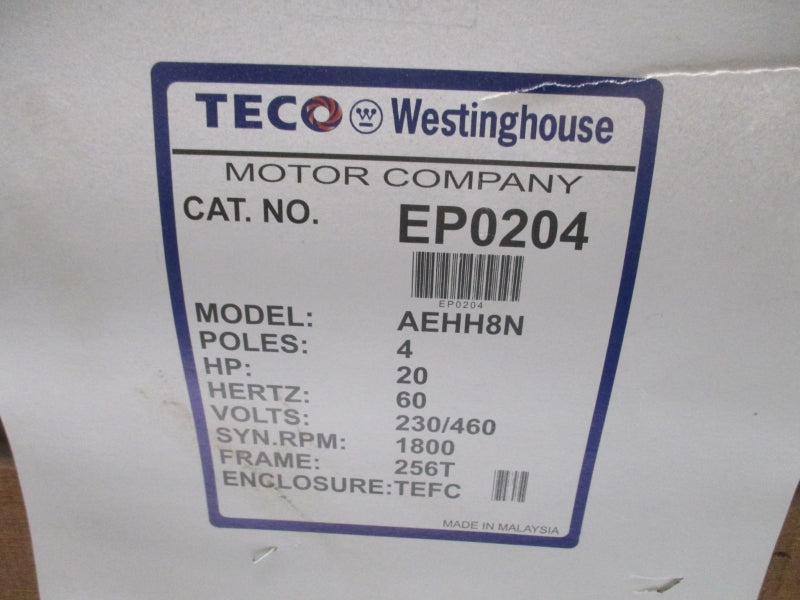 TECO W Westinghouse
MOTOR COMPANY
CAT. NO. EP0204
EP0204
MODEL: AEHH8N
POLES: 4
HP: 20
HERTZ: 60
VOLTS: 230/460
SYN.RPM: 1800
FRAME: 256T
ENCLOSURE: TEFC
MADE IN MALAYSIA